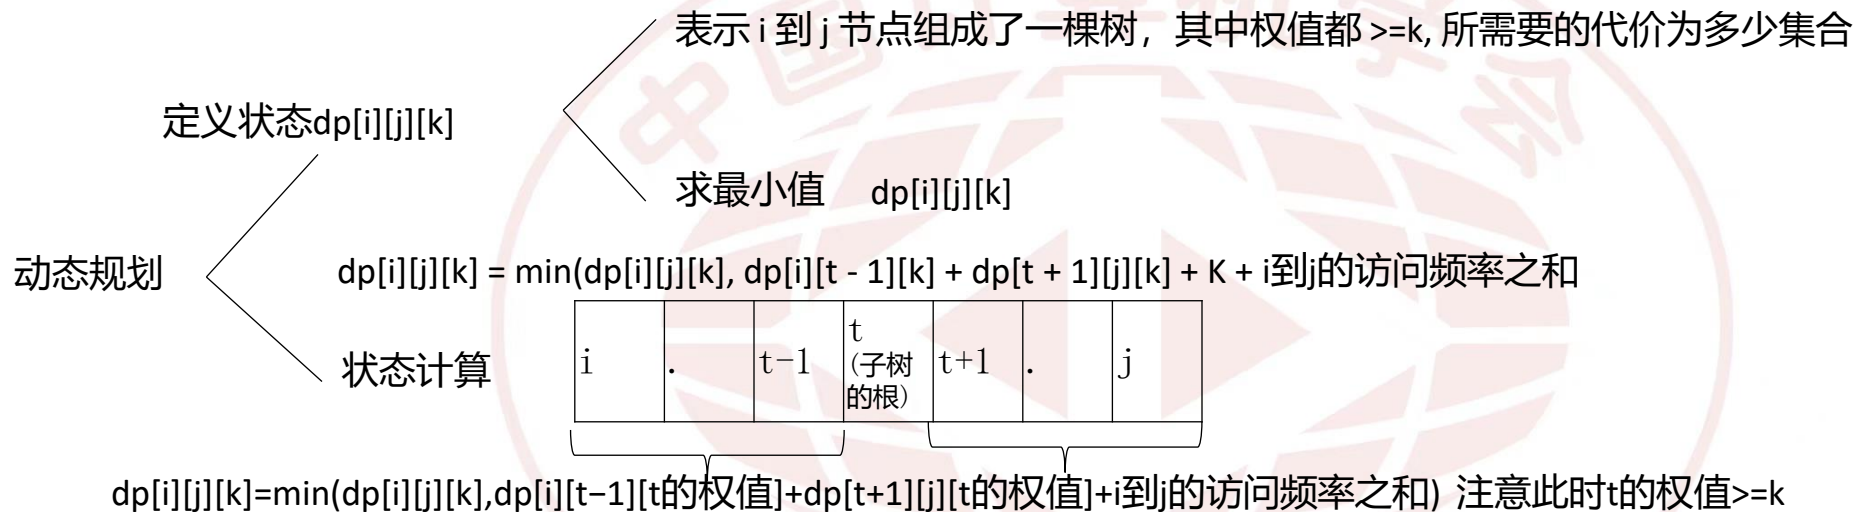 表示 i 到 j 节点组成了一棵树，其中权值都 >=k, 所需要的代价为多少集合
定义状态dp[i][j][k]
求最小值 dp[i][j][k]
动态规划
dp[i][j][k] = min(dp[i][j][k], dp[i][t - 1][k] + dp[t + 1][j][k] + K + i到j的访问频率之和
状态计算
i . t-1 t (子树的根) t+1 . j
dp[i][j][k]=min(dp[i][j][k],dp[i][t−1][t的权值]+dp[t+1][j][t的权值]+i到j的访问频率之和) 注意此时t的权值>=k